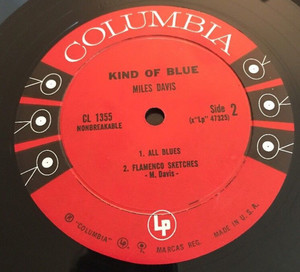 COLUMBIA
KIND OF BLUE
MILES DAVIS
CL 1355
NONBREAKABLE
Side 2
(x"Lp" 47325)
1. ALL BLUES
2. FLAMENCO SKETCHES
- M. Davis -
Lp
"COLUMBIA"
MARCAS REG.
MADE IN U.S.A.